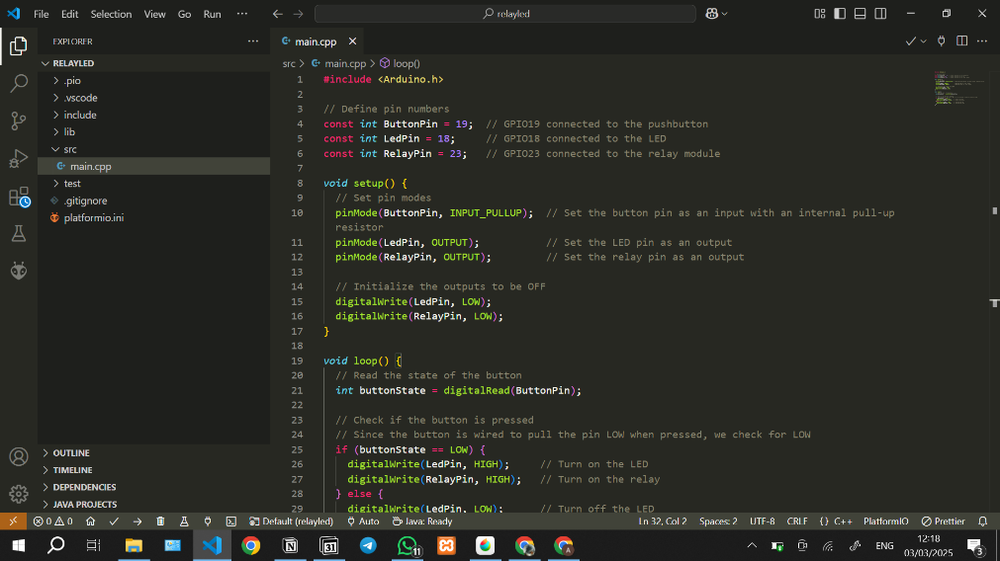 File Edit Selection View Go Run ···
relayled
EXPLORER
RELAYLED
.pio
.vscode
include
lib
src
main.cpp
test
.gitignore
platformio.ini
OUTLINE
TIMELINE
DEPENDENCIES
JAVA PROJECTS
main.cpp
src > main.cpp > loop()
1 #include <Arduino.h>
2
3 // Define pin numbers
4 const int ButtonPin = 19; // GPIO19 connected to the pushbutton
5 const int LedPin = 18; // GPIO18 connected to the LED
6 const int RelayPin = 23; // GPIO23 connected to the relay module
7
8 void setup() {
9 // Set pin modes
10 pinMode(ButtonPin, INPUT_PULLUP); // Set the button pin as an input with an internal pull-up
resistor
11 pinMode(LedPin, OUTPUT); // Set the LED pin as an output
12 pinMode(RelayPin, OUTPUT); // Set the relay pin as an output
13
14 // Initialize the outputs to be OFF
15 digitalWrite(LedPin, LOW);
16 digitalWrite(RelayPin, LOW);
17 }
18
19 void loop() {
20 // Read the state of the button
21 int buttonState = digitalRead(ButtonPin);
22
23 // Check if the button is pressed
24 // Since the button is wired to pull the pin LOW when pressed, we check for LOW
25 if (buttonState == LOW) {
26 digitalWrite(LedPin, HIGH); // Turn on the LED
27 digitalWrite(RelayPin, HIGH); // Turn on the relay
28 } else {
29 digitalWrite(LedPin, LOW); // Turn off the LED
0 0 Default (relayled) Auto Java: Ready Ln 32, Col 2 Spaces: 2 UTF-8 CRLF {} C++ PlatformIO Prettier
31 11 A ENG 12:18
03/03/2025 3